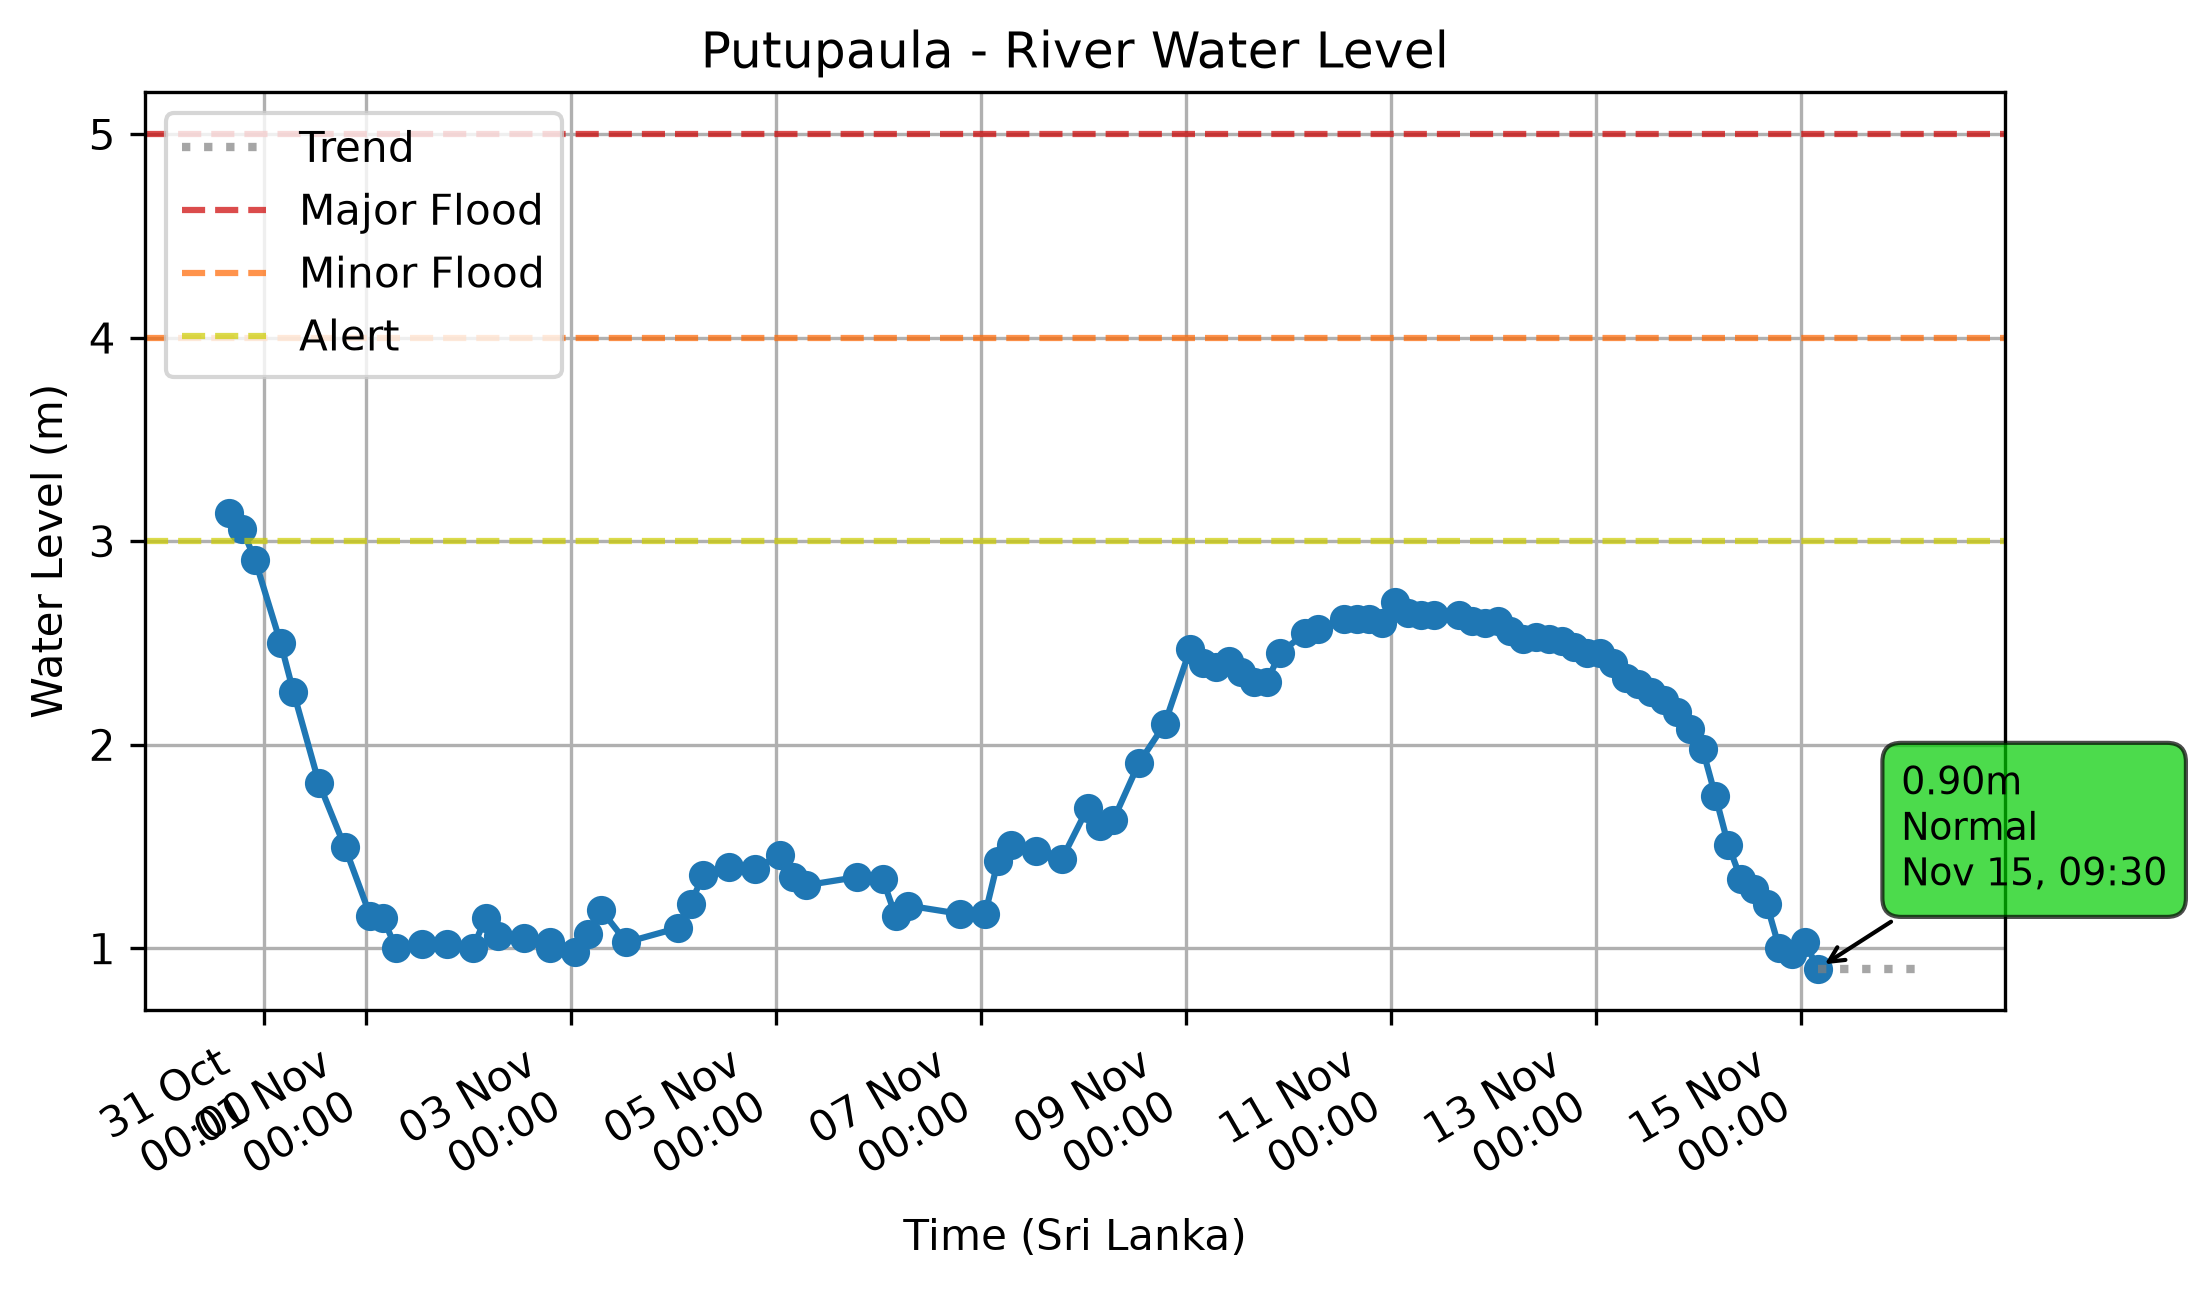 Putupaula - River Water Level
5
4
3
2
1
Water Level (m)
Trend
Major Flood
Minor Flood
Alert
0.90m
Normal
Nov 15, 09:30
31 Oct
00:00
01 Nov
00:00
03 Nov
00:00
05 Nov
00:00
07 Nov
00:00
09 Nov
00:00
11 Nov
00:00
13 Nov
00:00
15 Nov
00:00
Time (Sri Lanka)